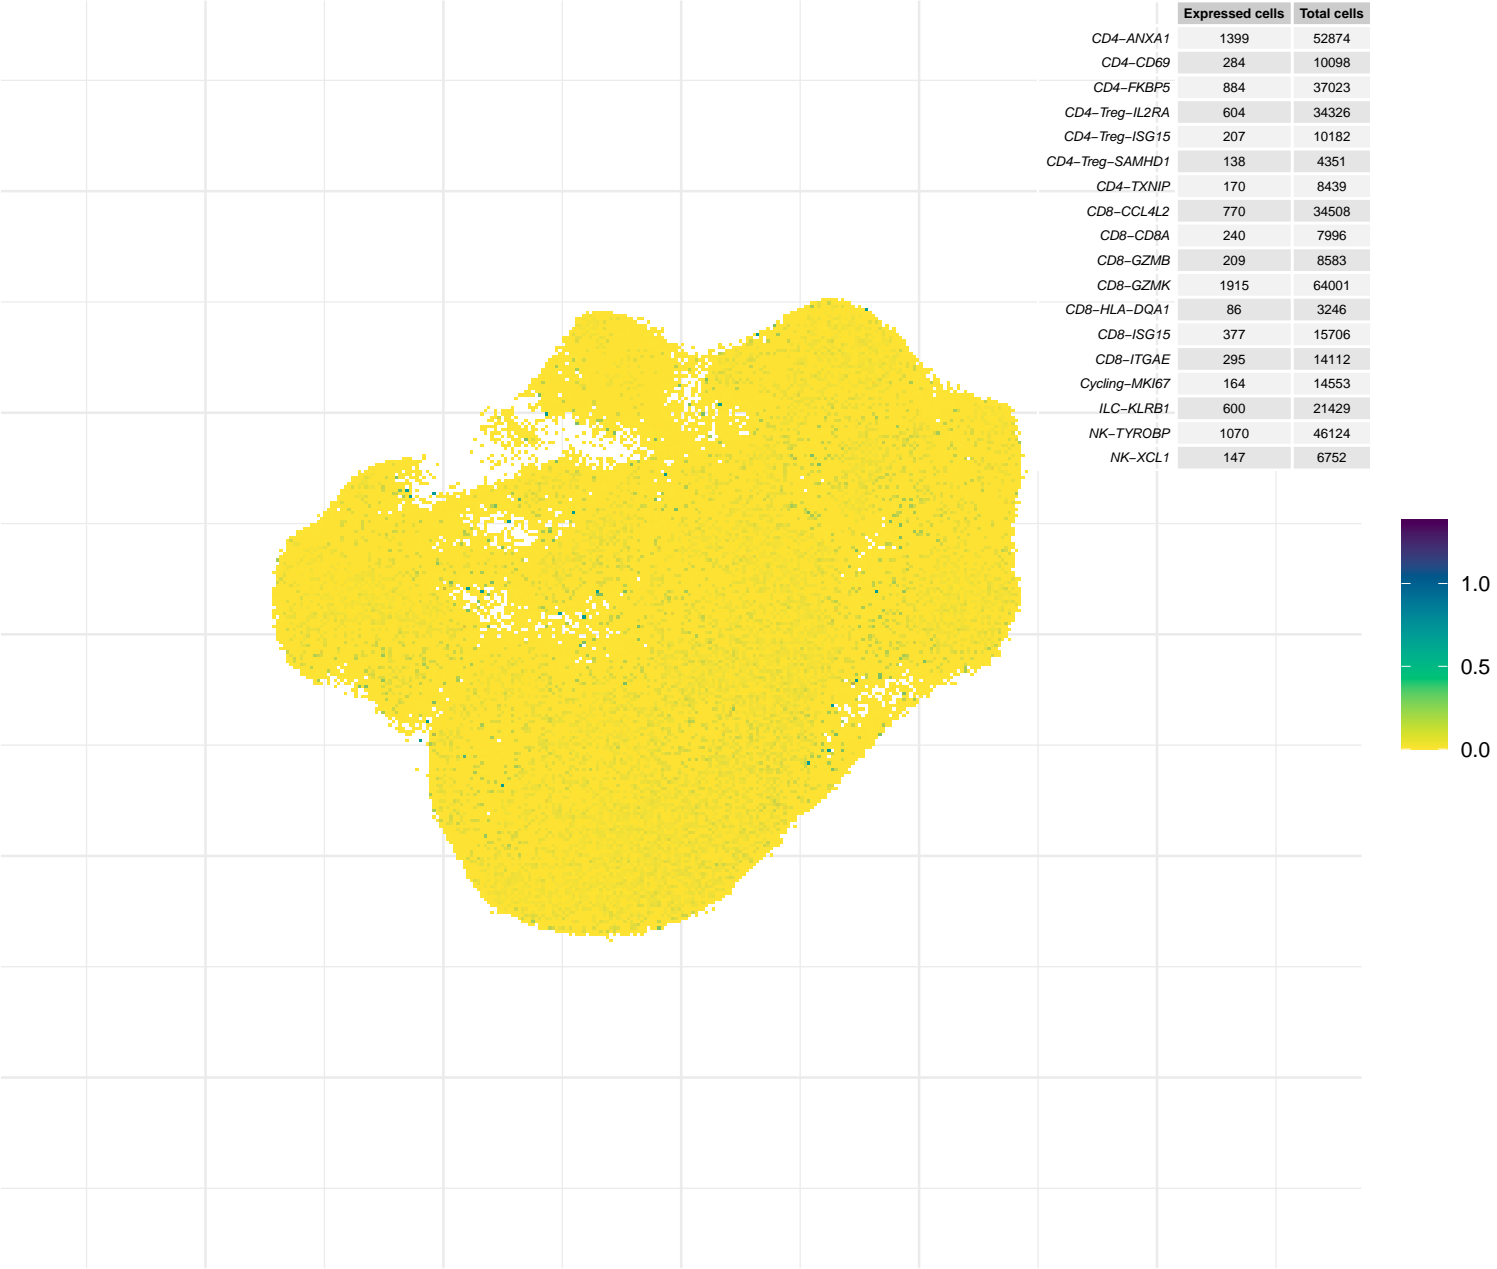 Expressed cells Total cells
CD4−ANXA1 1399 52874
CD4−CD69 284 10098
CD4−FKBP5 884 37023
CD4−Treg−IL2RA 604 34326
CD4−Treg−ISG15 207 10182
CD4−Treg−SAMHD1 138 4351
CD4−TXNIP 170 8439
CD8−CCL4L2 770 34508
CD8−CD8A 240 7996
CD8−GZMB 209 8583
CD8−GZMK 1915 64001
CD8−HLA−DQA1 86 3246
CD8−ISG15 377 15706
CD8−ITGAE 295 14112
Cycling−MKI67 164 14553
ILC−KLRB1 600 21429
NK−TYROBP 1070 46124
NK−XCL1 147 6752
1.0
0.5
0.0